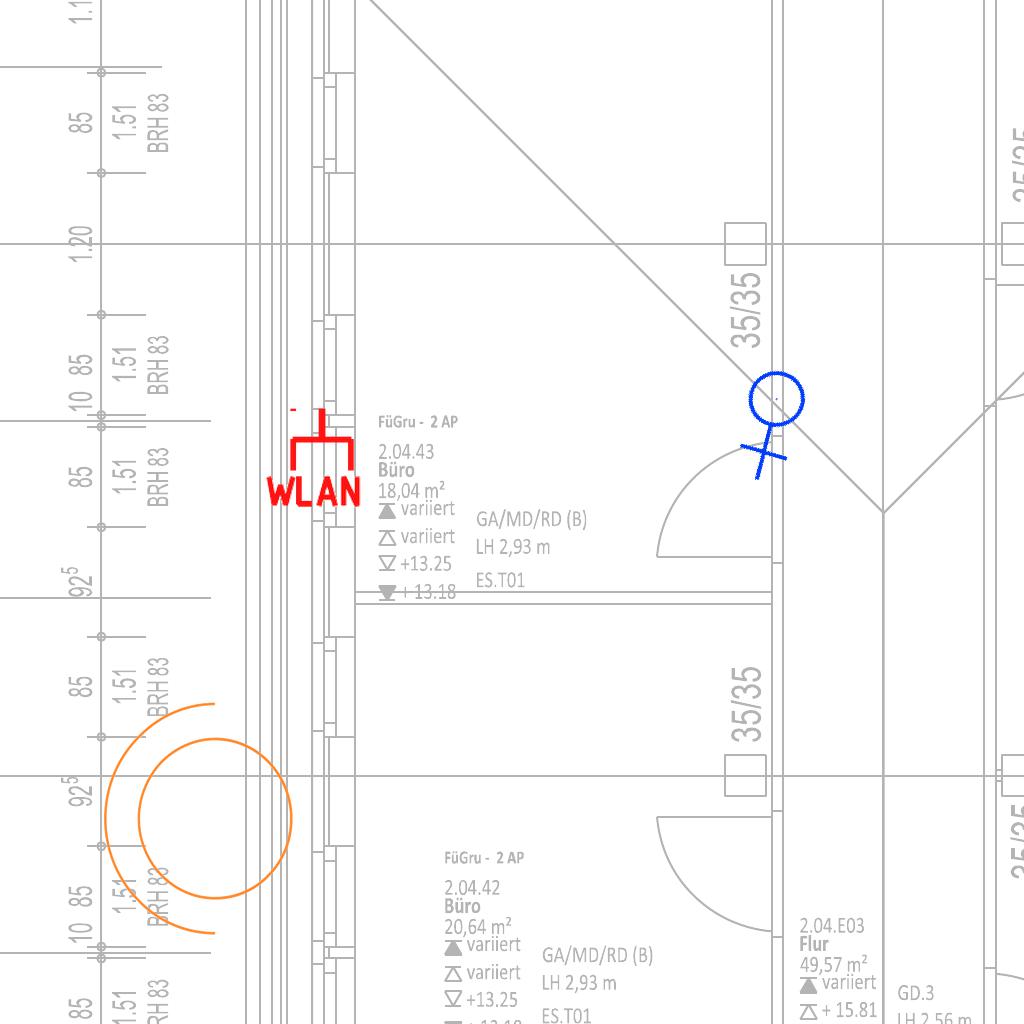 1.1
85
1.51
BRH 83
35/35
1.20
35/35
85
1.51
BRH 83
10
FüGru - 2 AP
2.04.43
Büro
18,04 m²
variiert
variiert
+13.25
+ 13.18
GA/MD/RD (B)
LH 2,93 m
ES.T01
WLAN
85
1.51
BRH 83
92⁵
85
1.51
BRH 83
35/35
92⁵
85
1.51
BRH 83
10
35/35
FüGru - 2 AP
2.04.42
Büro
20,64 m²
variiert
variiert
+13.25
+13.18
GA/MD/RD (B)
LH 2,93 m
ES.T01
2.04.E03
Flur
49,57 m²
variiert
+ 15.81
GD.3
LH 2,56 m
85
1.51
BRH 83